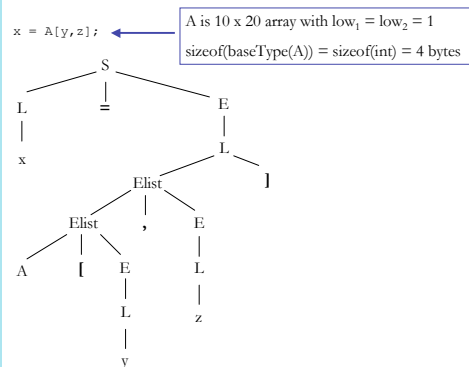 x = A[y,z];
A is 10 x 20 array with low₁ = low₂ = 1
sizeof(baseType(A)) = sizeof(int) = 4 bytes
S
L = E
x L
Elist ]
Elist , E
A [ E L
L z
y